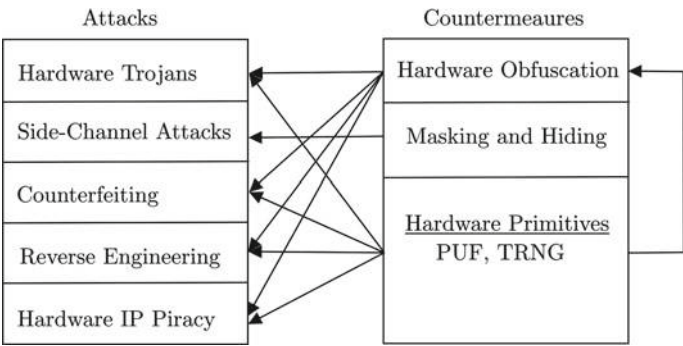 Attacks
Hardware Trojans
Side-Channel Attacks
Counterfeiting
Reverse Engineering
Hardware IP Piracy
Countermeaures
Hardware Obfuscation
Masking and Hiding
Hardware Primitives
PUF, TRNG